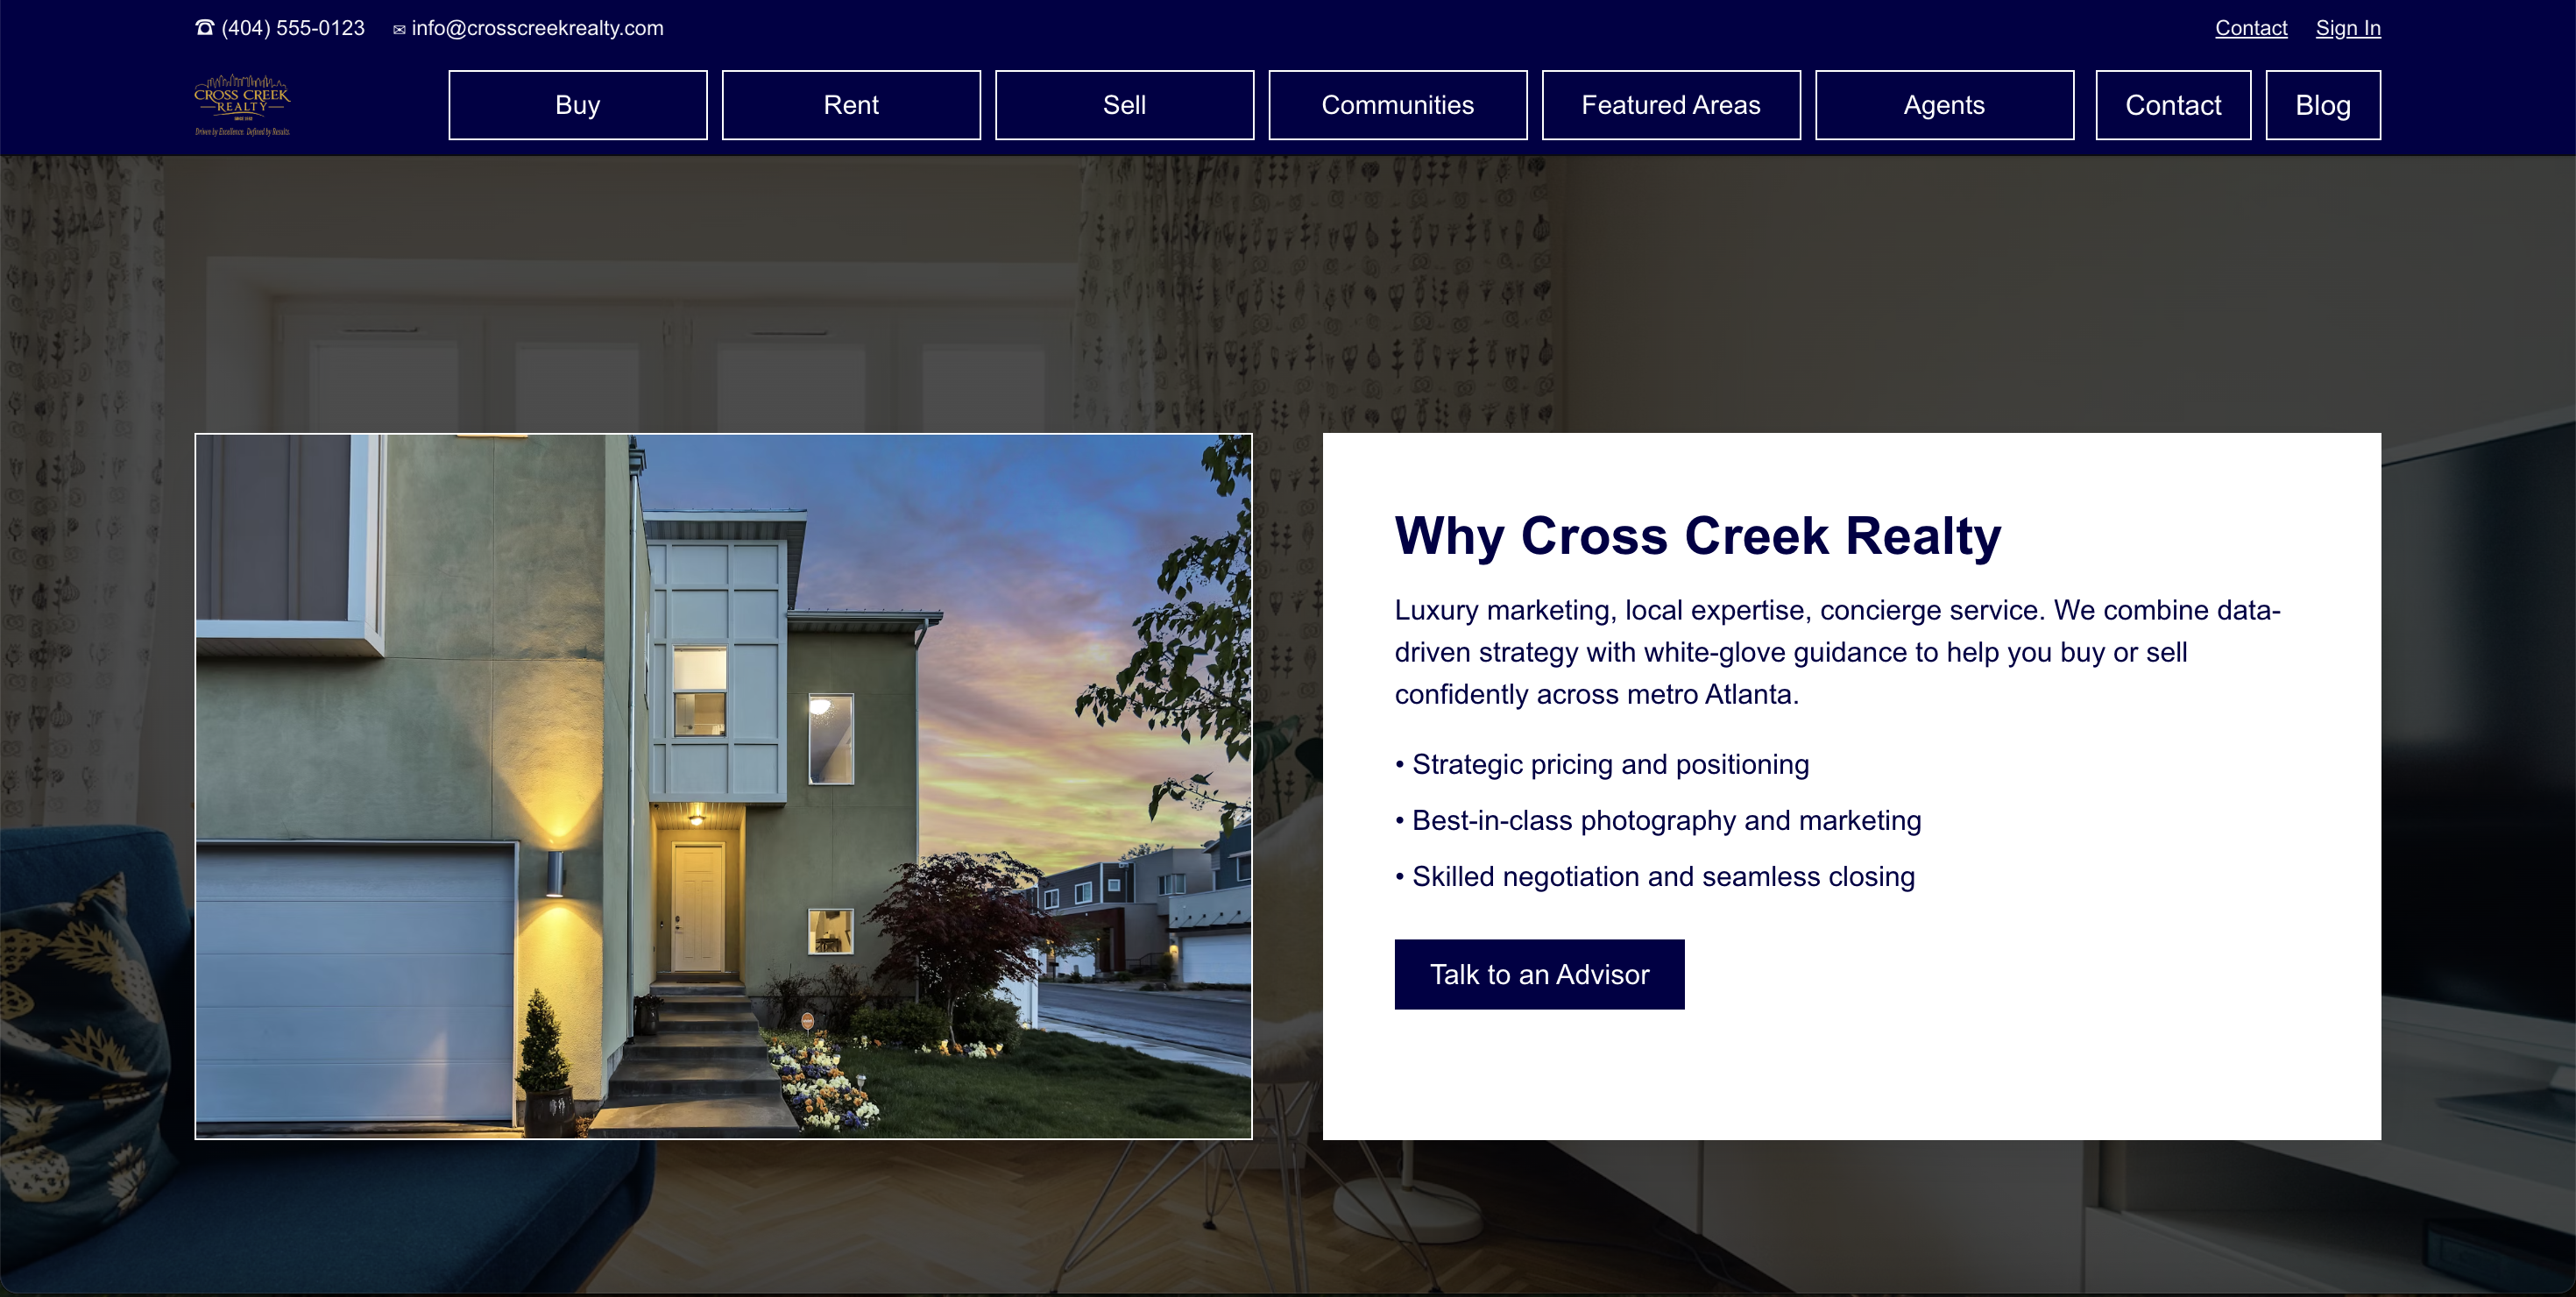 ☎ (404) 555-0123 ✉ info@crosscreekrealty.com Contact Sign In
CROSS CREEK
REALTY
Driven by Excellence. Defined by Results.
Buy Rent Sell Communities Featured Areas Agents Contact Blog
Why Cross Creek Realty
Luxury marketing, local expertise, concierge service. We combine data-
driven strategy with white-glove guidance to help you buy or sell
confidently across metro Atlanta.
• Strategic pricing and positioning
• Best-in-class photography and marketing
• Skilled negotiation and seamless closing
Talk to an Advisor